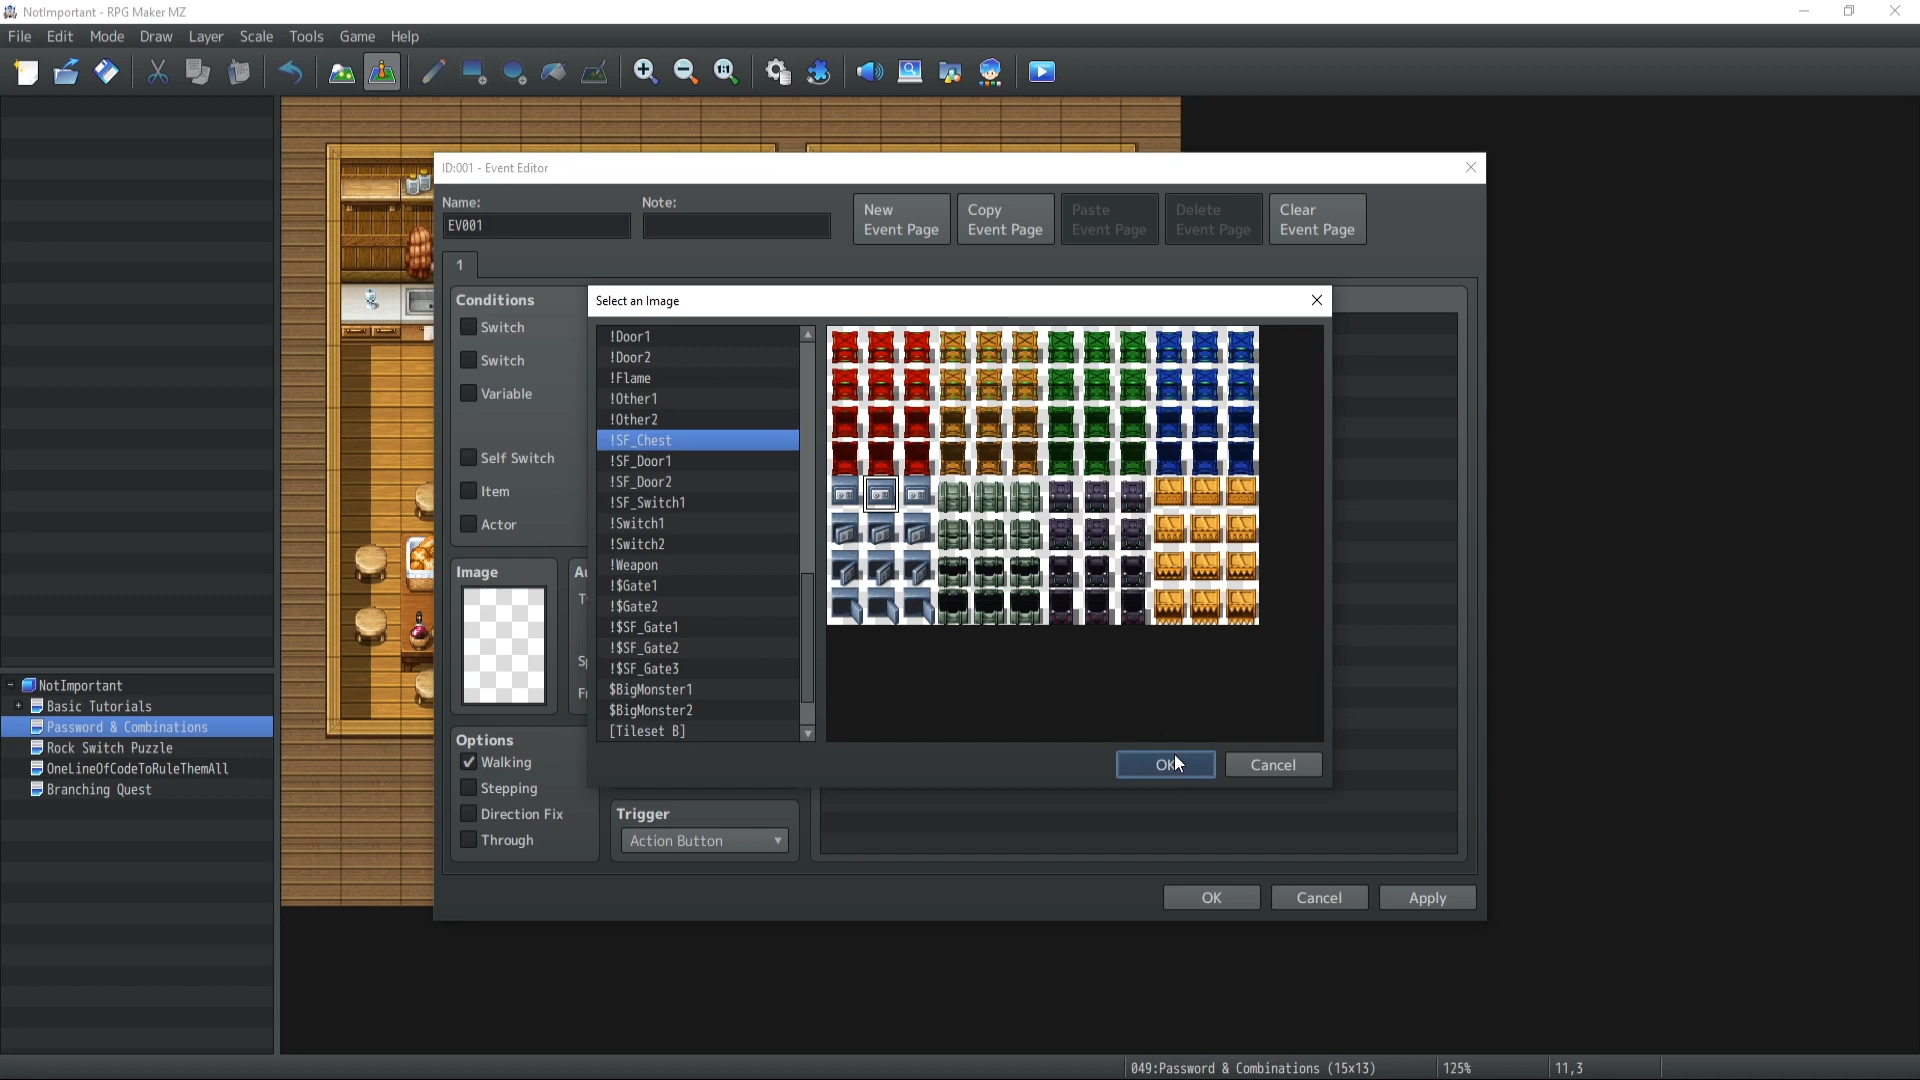 NotImportant - RPG Maker MZ
File Edit Mode Draw Layer Scale Tools Game Help
1:1
ID:001 - Event Editor
Name:
EV001
Note:
New Event Page
Copy Event Page
Paste Event Page
Delete Event Page
Clear Event Page
1
Conditions
Switch
Switch
Variable
Self Switch
Item
Actor
Image
Select an Image
!Door1
!Door2
!Flame
!Other1
!Other2
!SF_Chest
!SF_Door1
!SF_Door2
!SF_Switch1
!Switch1
!Switch2
!Weapon
!$Gate1
!$Gate2
!$SF_Gate1
!$SF_Gate2
!$SF_Gate3
$BigMonster1
$BigMonster2
[Tileset B]
OK
Cancel
Options
Walking
Stepping
Direction Fix
Through
Trigger
Action Button
OK
Cancel
Apply
NotImportant
Basic Tutorials
Password & Combinations
Rock Switch Puzzle
OneLineOfCodeToRuleThemAll
Branching Quest
049:Password & Combinations (15x13)
125%
11,3